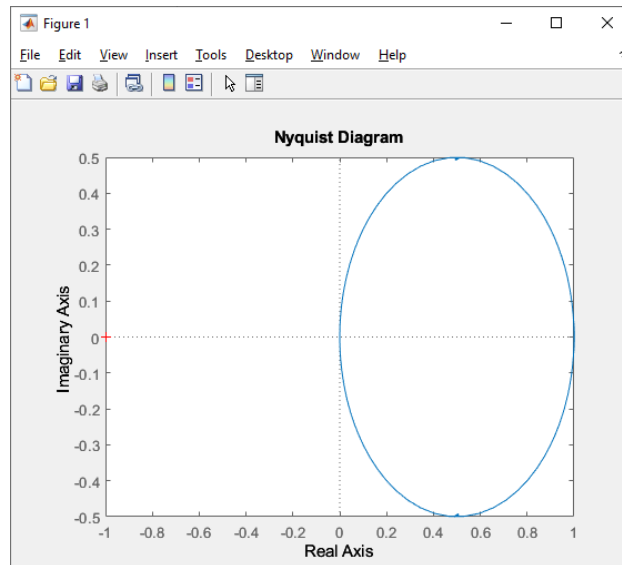 Figure 1
File Edit View Insert Tools Desktop Window Help
Nyquist Diagram
0.5
0.4
0.3
0.2
0.1
0
-0.1
-0.2
-0.3
-0.4
-0.5
Imaginary Axis
-1 -0.8 -0.6 -0.4 -0.2 0 0.2 0.4 0.6 0.8 1
Real Axis